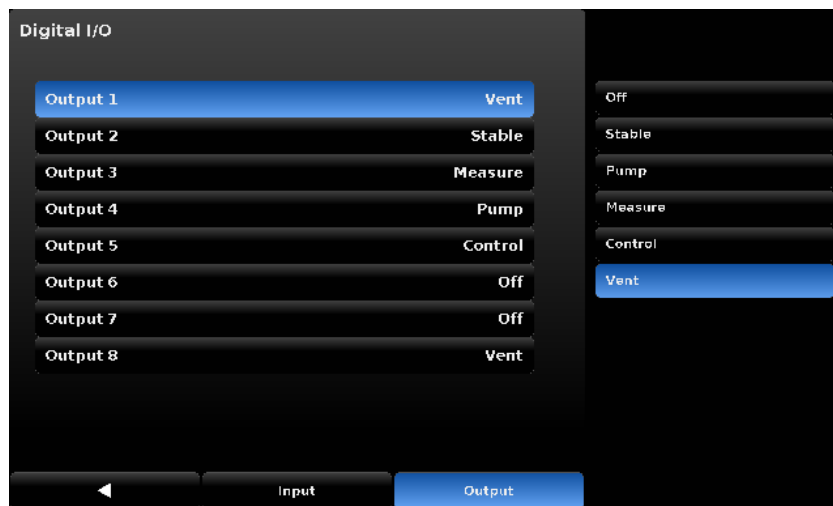 Digital I/O
Output 1 Vent
Output 2 Stable
Output 3 Measure
Output 4 Pump
Output 5 Control
Output 6 Off
Output 7 Off
Output 8 Vent
Off
Stable
Pump
Measure
Control
Vent
Input Output